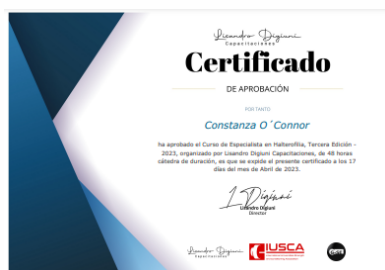 Lisandro Digiuni
Capacitaciones
Certificado
DE APROBACIÓN
POR TANTO
Constanza O´Connor
ha aprobado el Curso de Especialista en Halterofilia, Tercera Edición -
2023, organizado por Lisandro Digiuni Capacitaciones, de 48 horas
cátedra de duración, es que se expide el presente certificado a los 17
días del mes de Abril de 2023.
L Digiuni
Lisandro Digiuni
Director
Lisandro Digiuni
Capacitaciones
IUSCA